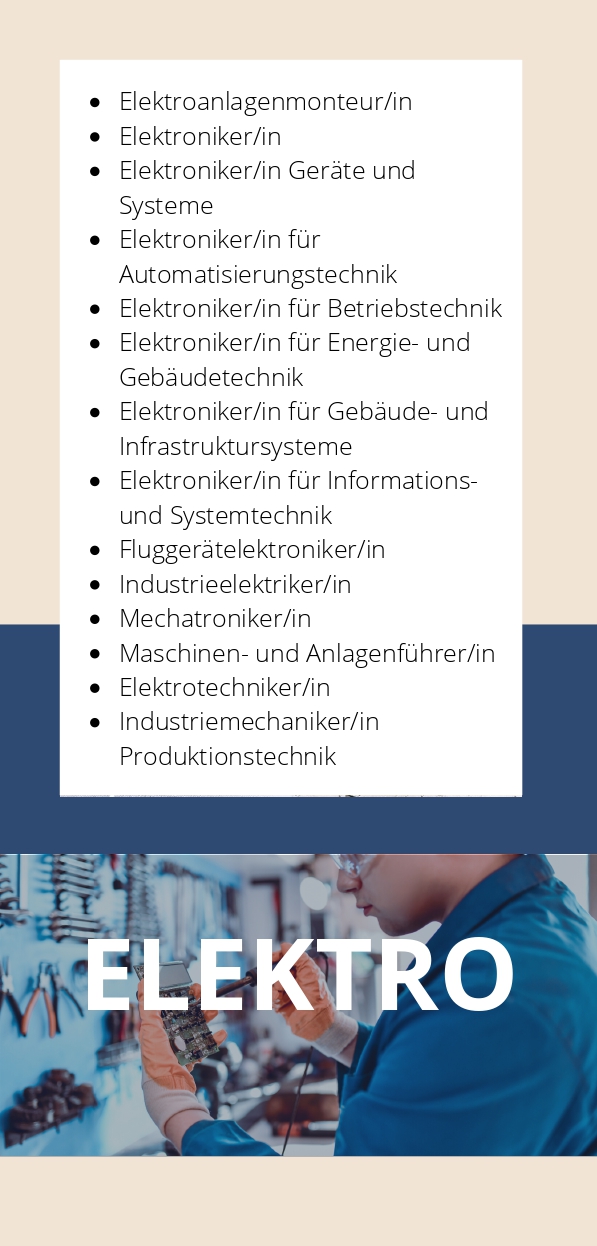 Elektroanlagenmonteur/in
Elektroniker/in
Elektroniker/in Geräte und
Systeme
Elektroniker/in für
Automatisierungstechnik
Elektroniker/in für Betriebstechnik
Elektroniker/in für Energie- und
Gebäudetechnik
Elektroniker/in für Gebäude- und
Infrastruktursysteme
Elektroniker/in für Informations-
und Systemtechnik
Fluggerätelektroniker/in
Industrieelektriker/in
Mechatroniker/in
Maschinen- und Anlagenführer/in
Elektrotechniker/in
Industriemechaniker/in
Produktionstechnik
ELEKTRO